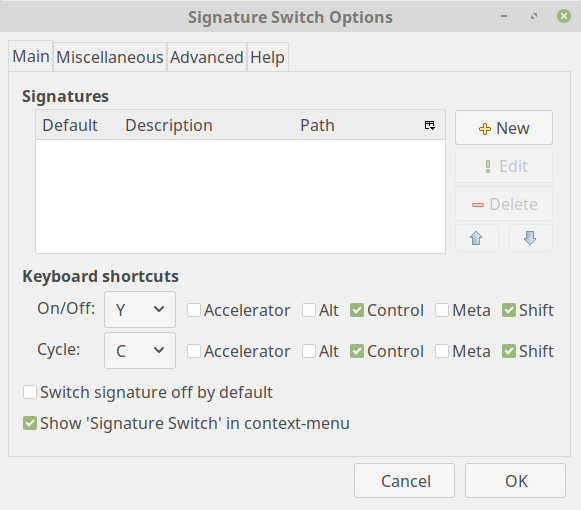 Signature Switch Options
Main Miscellaneous Advanced Help
Signatures
Default Description Path
New
Edit
Delete
Keyboard shortcuts
On/Off: Y Accelerator Alt Control Meta Shift
Cycle: C Accelerator Alt Control Meta Shift
Switch signature off by default
Show 'Signature Switch' in context-menu
Cancel OK